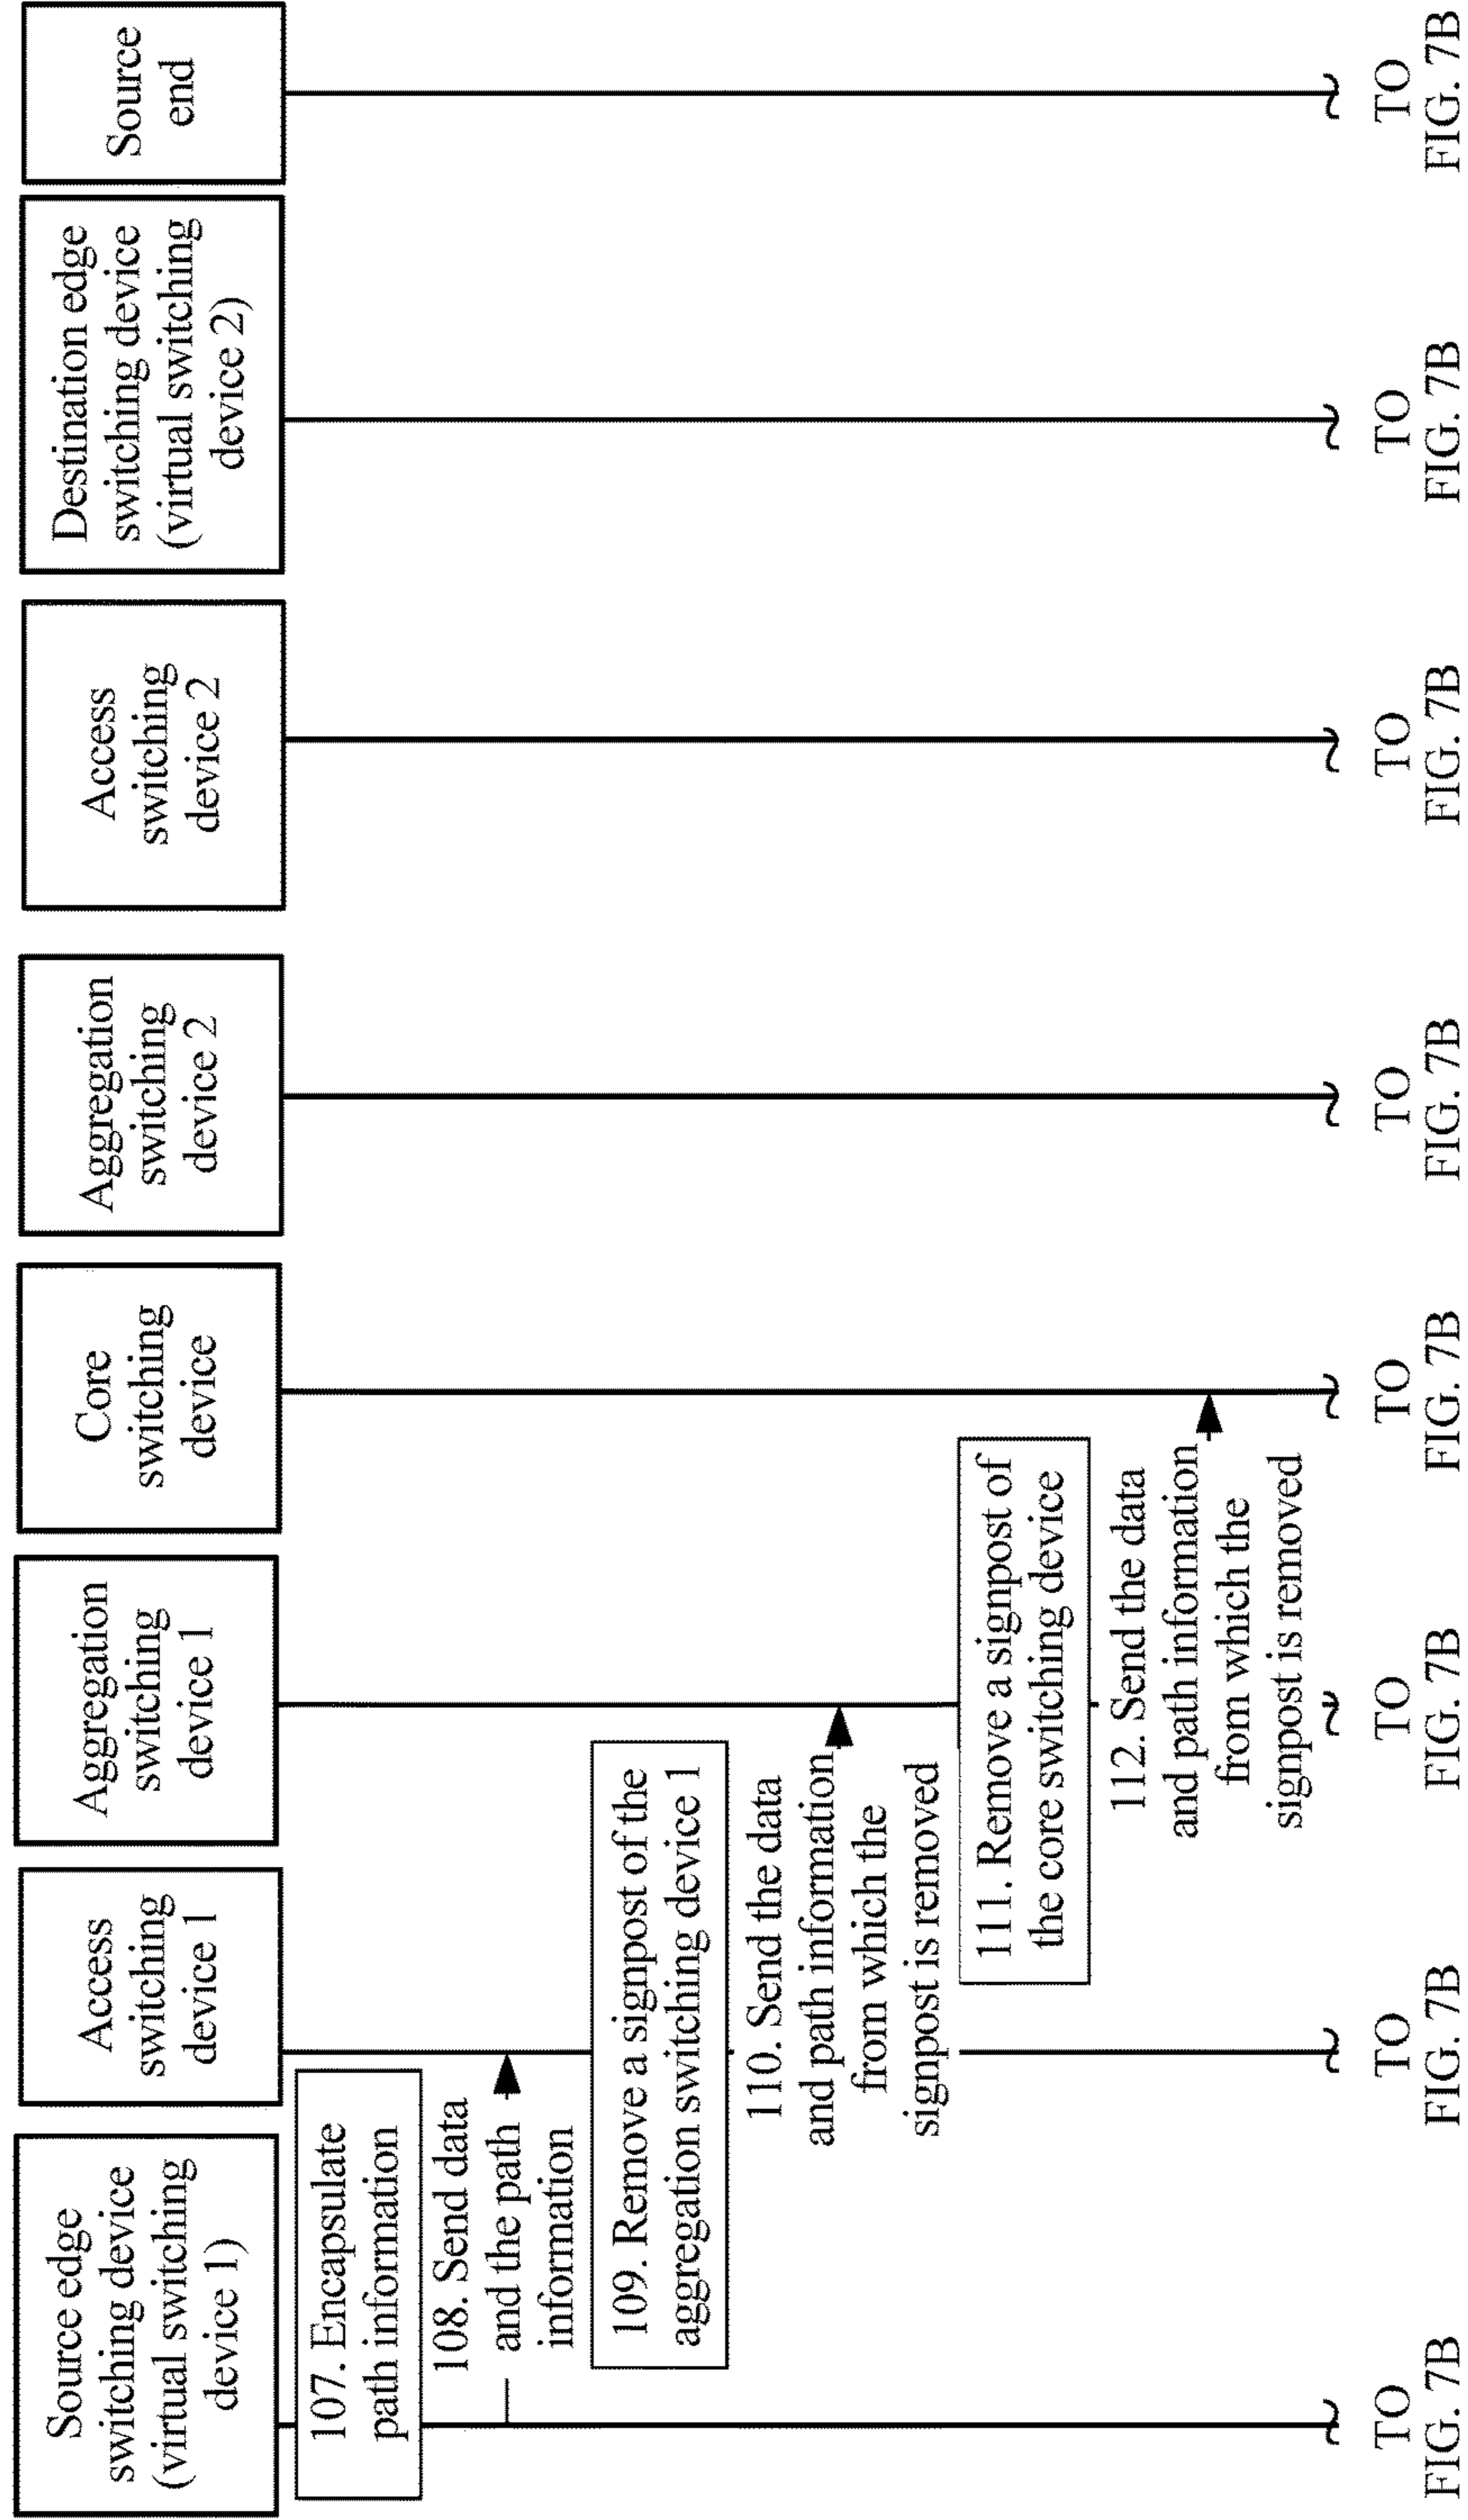 Source edge
switching device
(virtual switching
device 1)
Access
switching
device 1
Aggregation
switching
device 1
Core
switching
device
Aggregation
switching
device 2
Access
switching
device 2
Destination edge
switching device
(virtual switching
device 2)
Source
end
107. Encapsulate
path information
108. Send data
and the path
information
109. Remove a signpost of the
aggregation switching device 1
110. Send the data
and path information
from which the
signpost is removed
111. Remove a signpost of
the core switching device
112. Send the data
and path information
from which the
signpost is removed
TO
FIG. 7B
TO
FIG. 7B
TO
FIG. 7B
TO
FIG. 7B
TO
FIG. 7B
TO
FIG. 7B
TO
FIG. 7B
TO
FIG. 7B